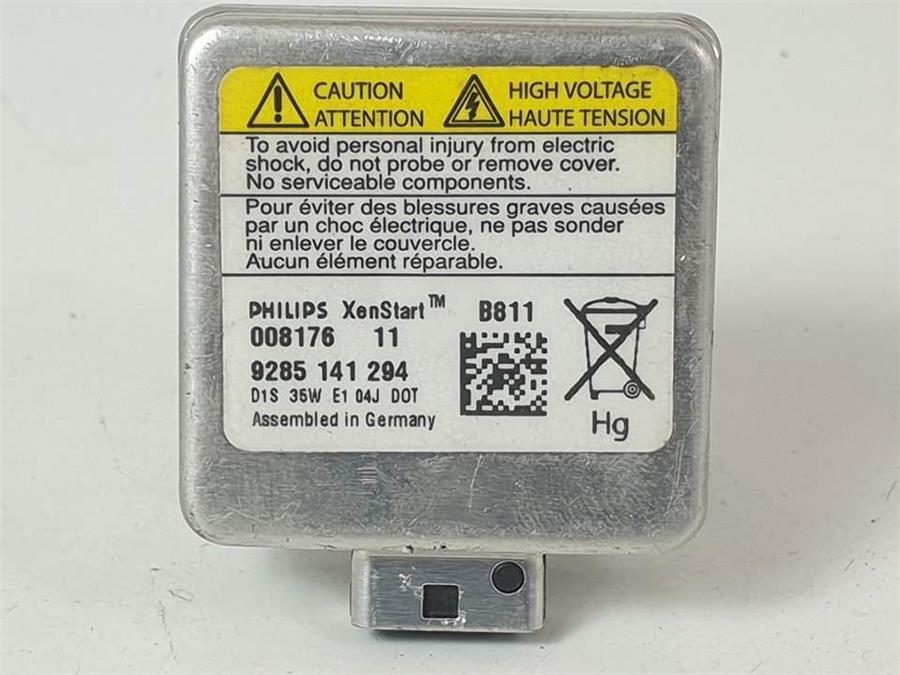 CAUTION
ATTENTION
HIGH VOLTAGE
HAUTE TENSION
To avoid personal injury from electric
shock, do not probe or remove cover.
No serviceable components.
Pour éviter des blessures graves causées
par un choc électrique, ne pas sonder
ni enlever le couvercle.
Aucun élément réparable.
PHILIPS XenStart™ B811
008176 11
9285 141 294
D1S 35W E1 04J DOT
Assembled in Germany
Hg